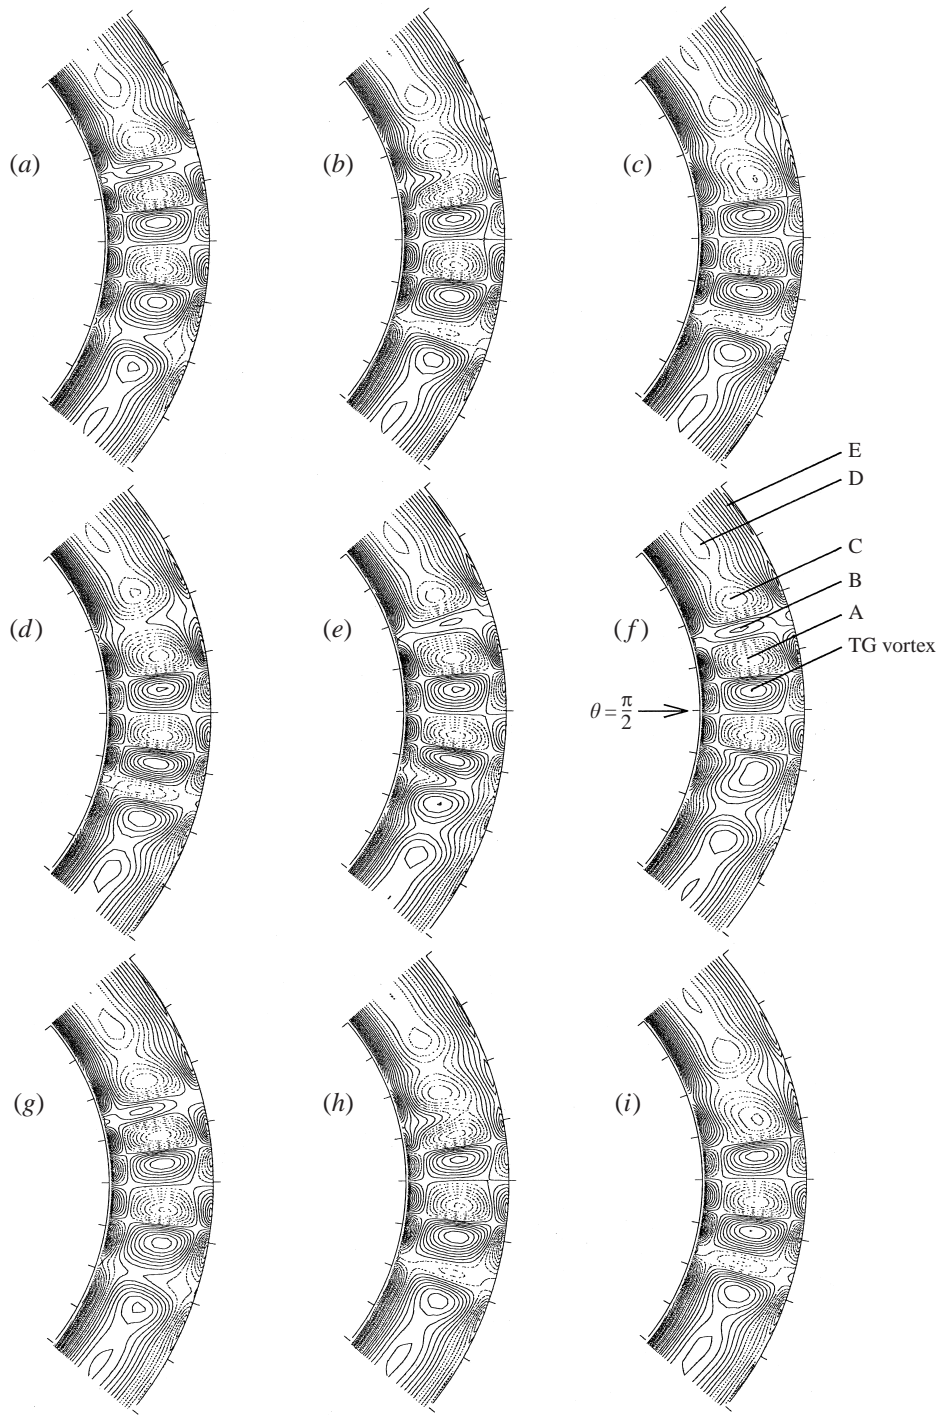 (a)
(b)
(c)
E
D
C
B
A
TG vortex
(d)
(e)
(f)
θ = π/2
(g)
(h)
(i)